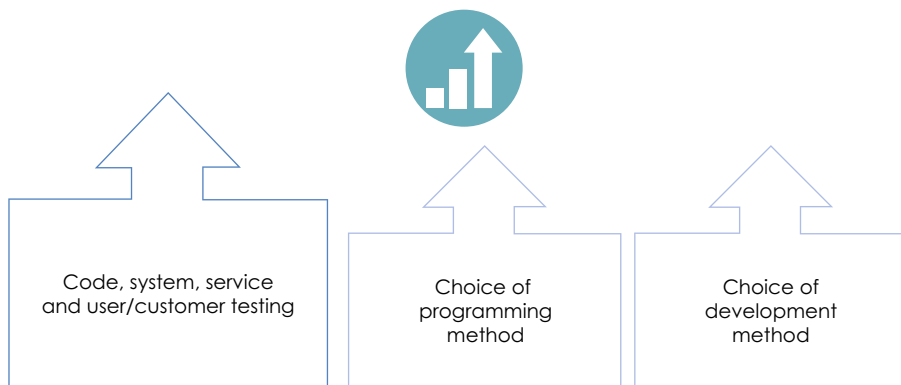 Code, system, service
and user/customer testing
Choice of
programming
method
Choice of
development
method